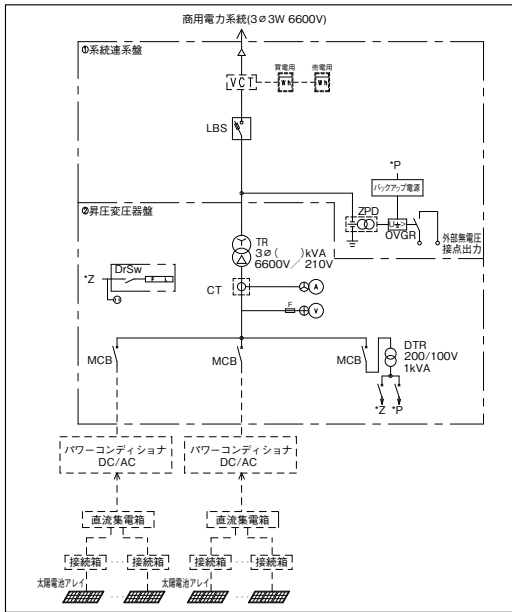 商用電力系統(3ø3W 6600V)
①系統連系盤
買電用 売電用
VCT
Wh Wh
LBS
*P
バックアップ電源
②昇圧変圧器盤
ZPD
U⏚>
OVGR
外部無電圧
接点出力
TR
3ø( )kVA
6600V/210V
DrSw
*Z
F L
CT
A
F
V
MCB
MCB
MCB
DTR
200/100V
1kVA
*Z *P
パワーコンディショナ
DC/AC
パワーコンディショナ
DC/AC
直流集電箱
直流集電箱
接続箱 ··· 接続箱
接続箱 ··· 接続箱
太陽電池アレイ
太陽電池アレイ